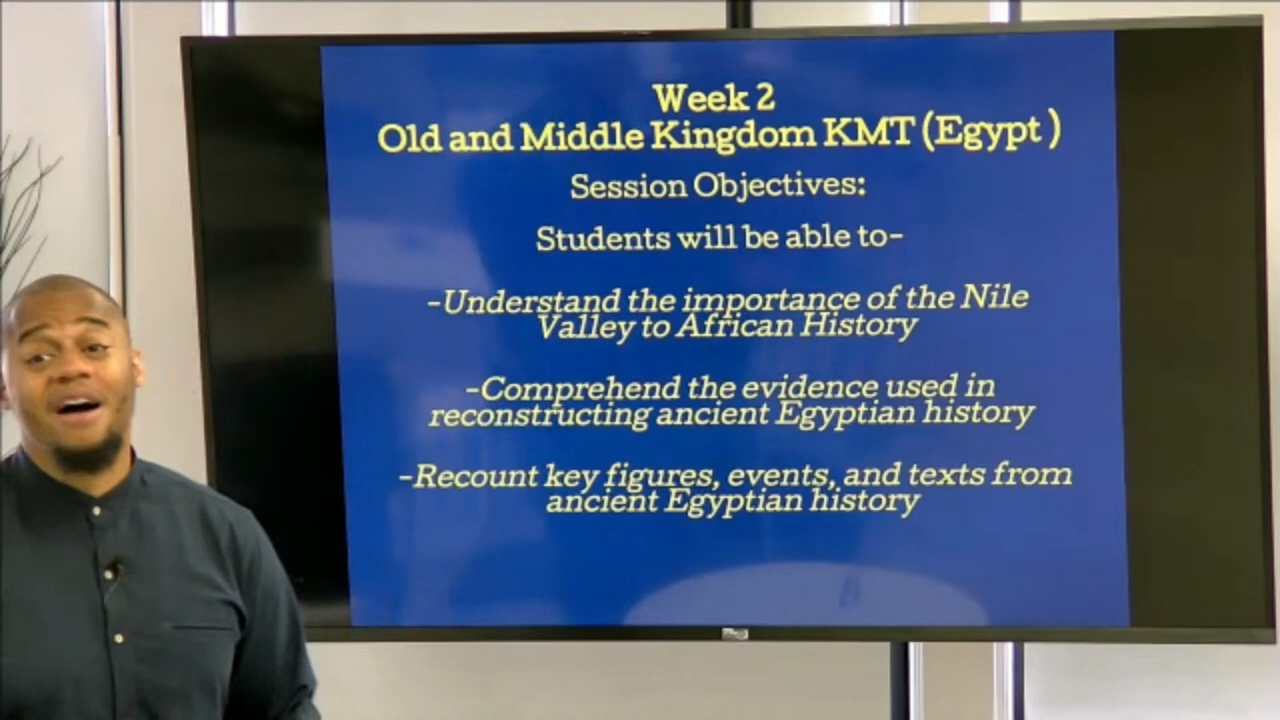 Week 2
Old and Middle Kingdom KMT (Egypt )
Session Objectives:
Students will be able to-
-Understand the importance of the Nile
Valley to African History
-Comprehend the evidence used in
reconstructing ancient Egyptian history
-Recount key figures, events, and texts from
ancient Egyptian history